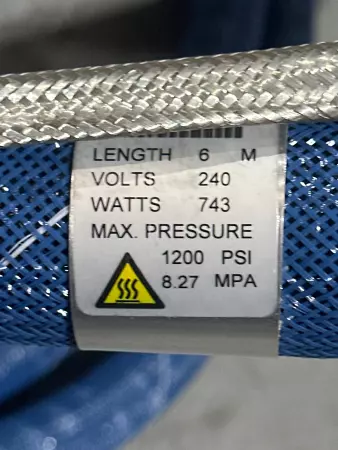 LENGTH 6 M
VOLTS 240
WATTS 743
MAX. PRESSURE
1200 PSI
8.27 MPA